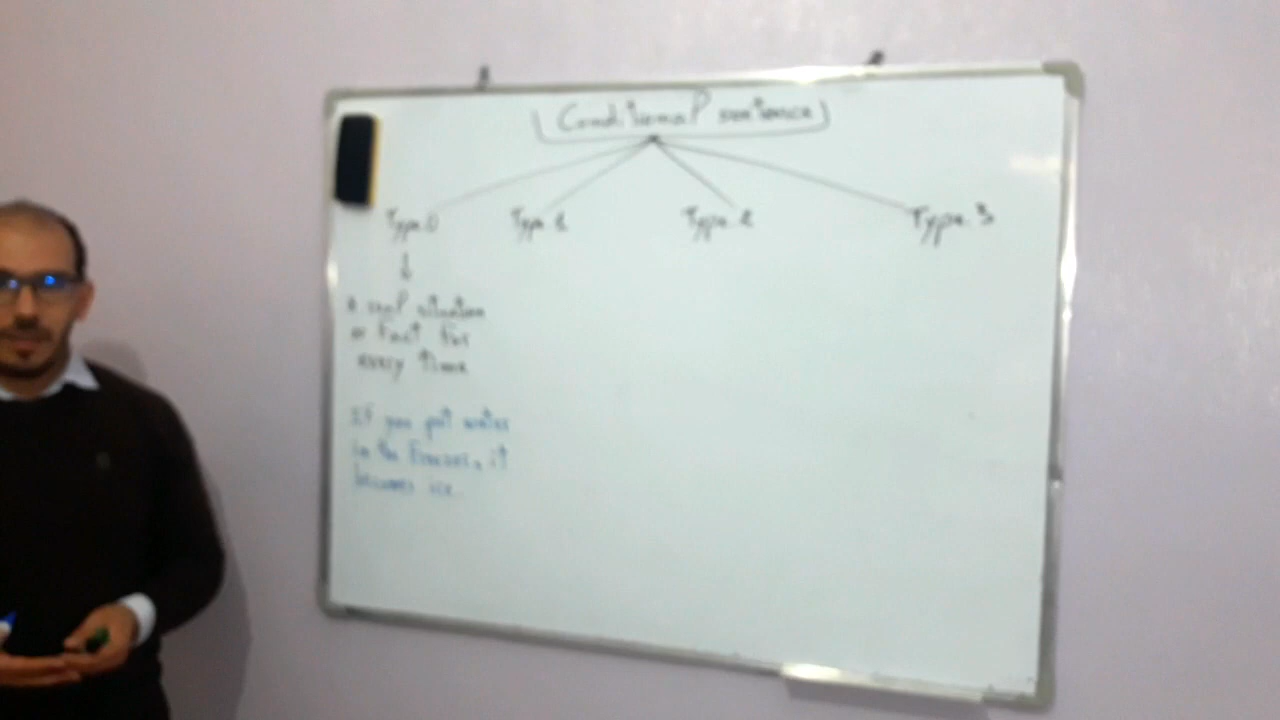 Conditional sentence
Type 0 Type 1 Type 2 Type 3
A real situation
or fact for
every time
If you put water
in the freezer, it
becomes ice